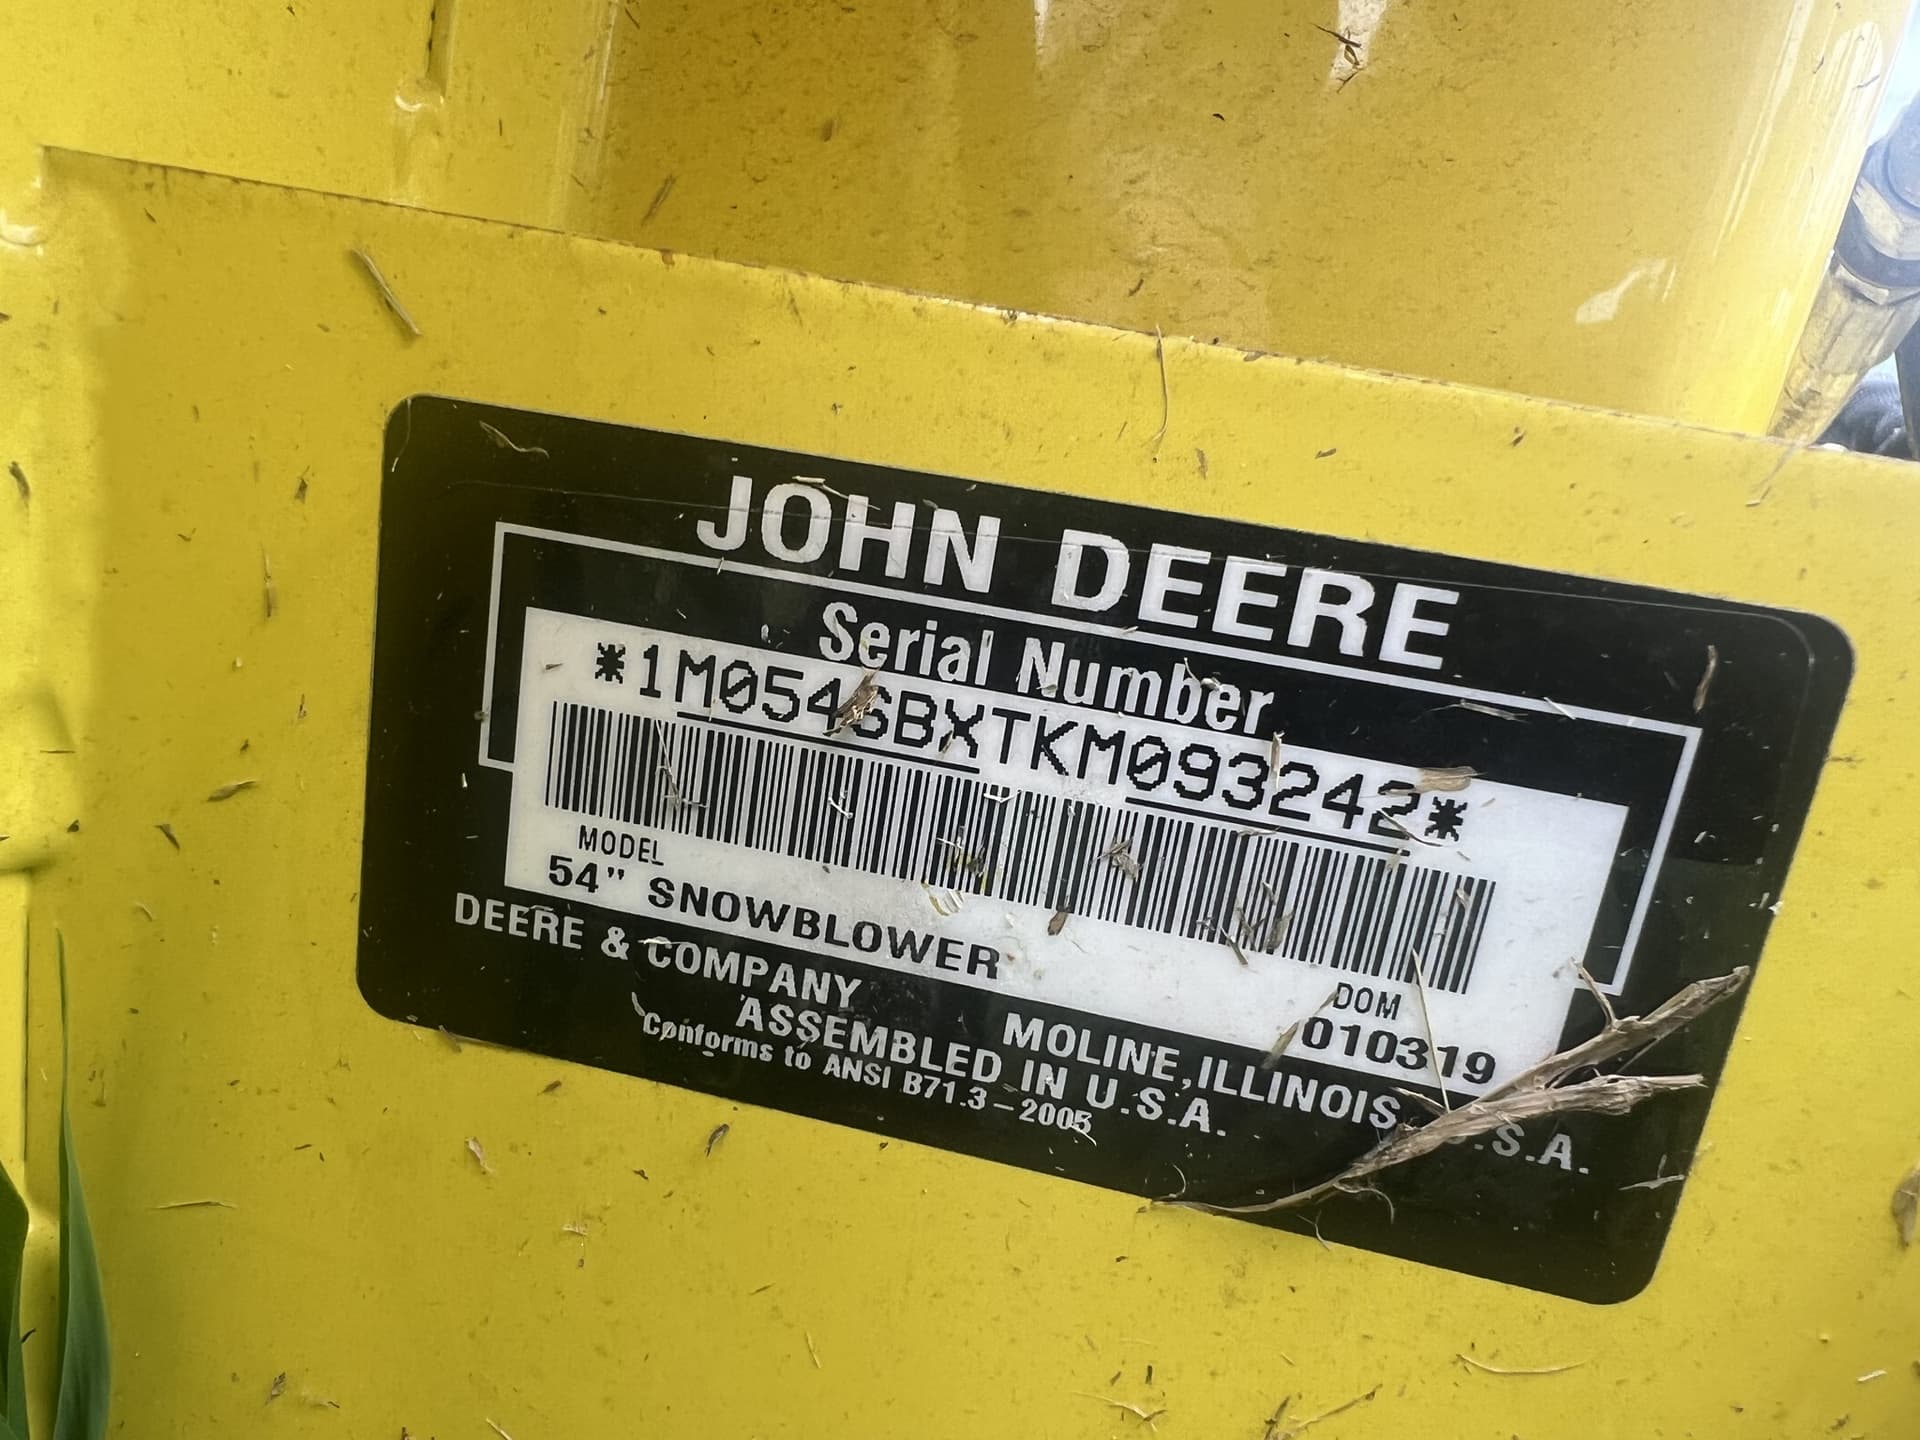 JOHN DEERE
Serial Number
*1M054SBXTKM093242*
MODEL
54" SNOWBLOWER
DOM
010319
DEERE & COMPANY MOLINE, ILLINOIS .S.A.
ASSEMBLED IN U.S.A.
Conforms to ANSI B71.3-2005